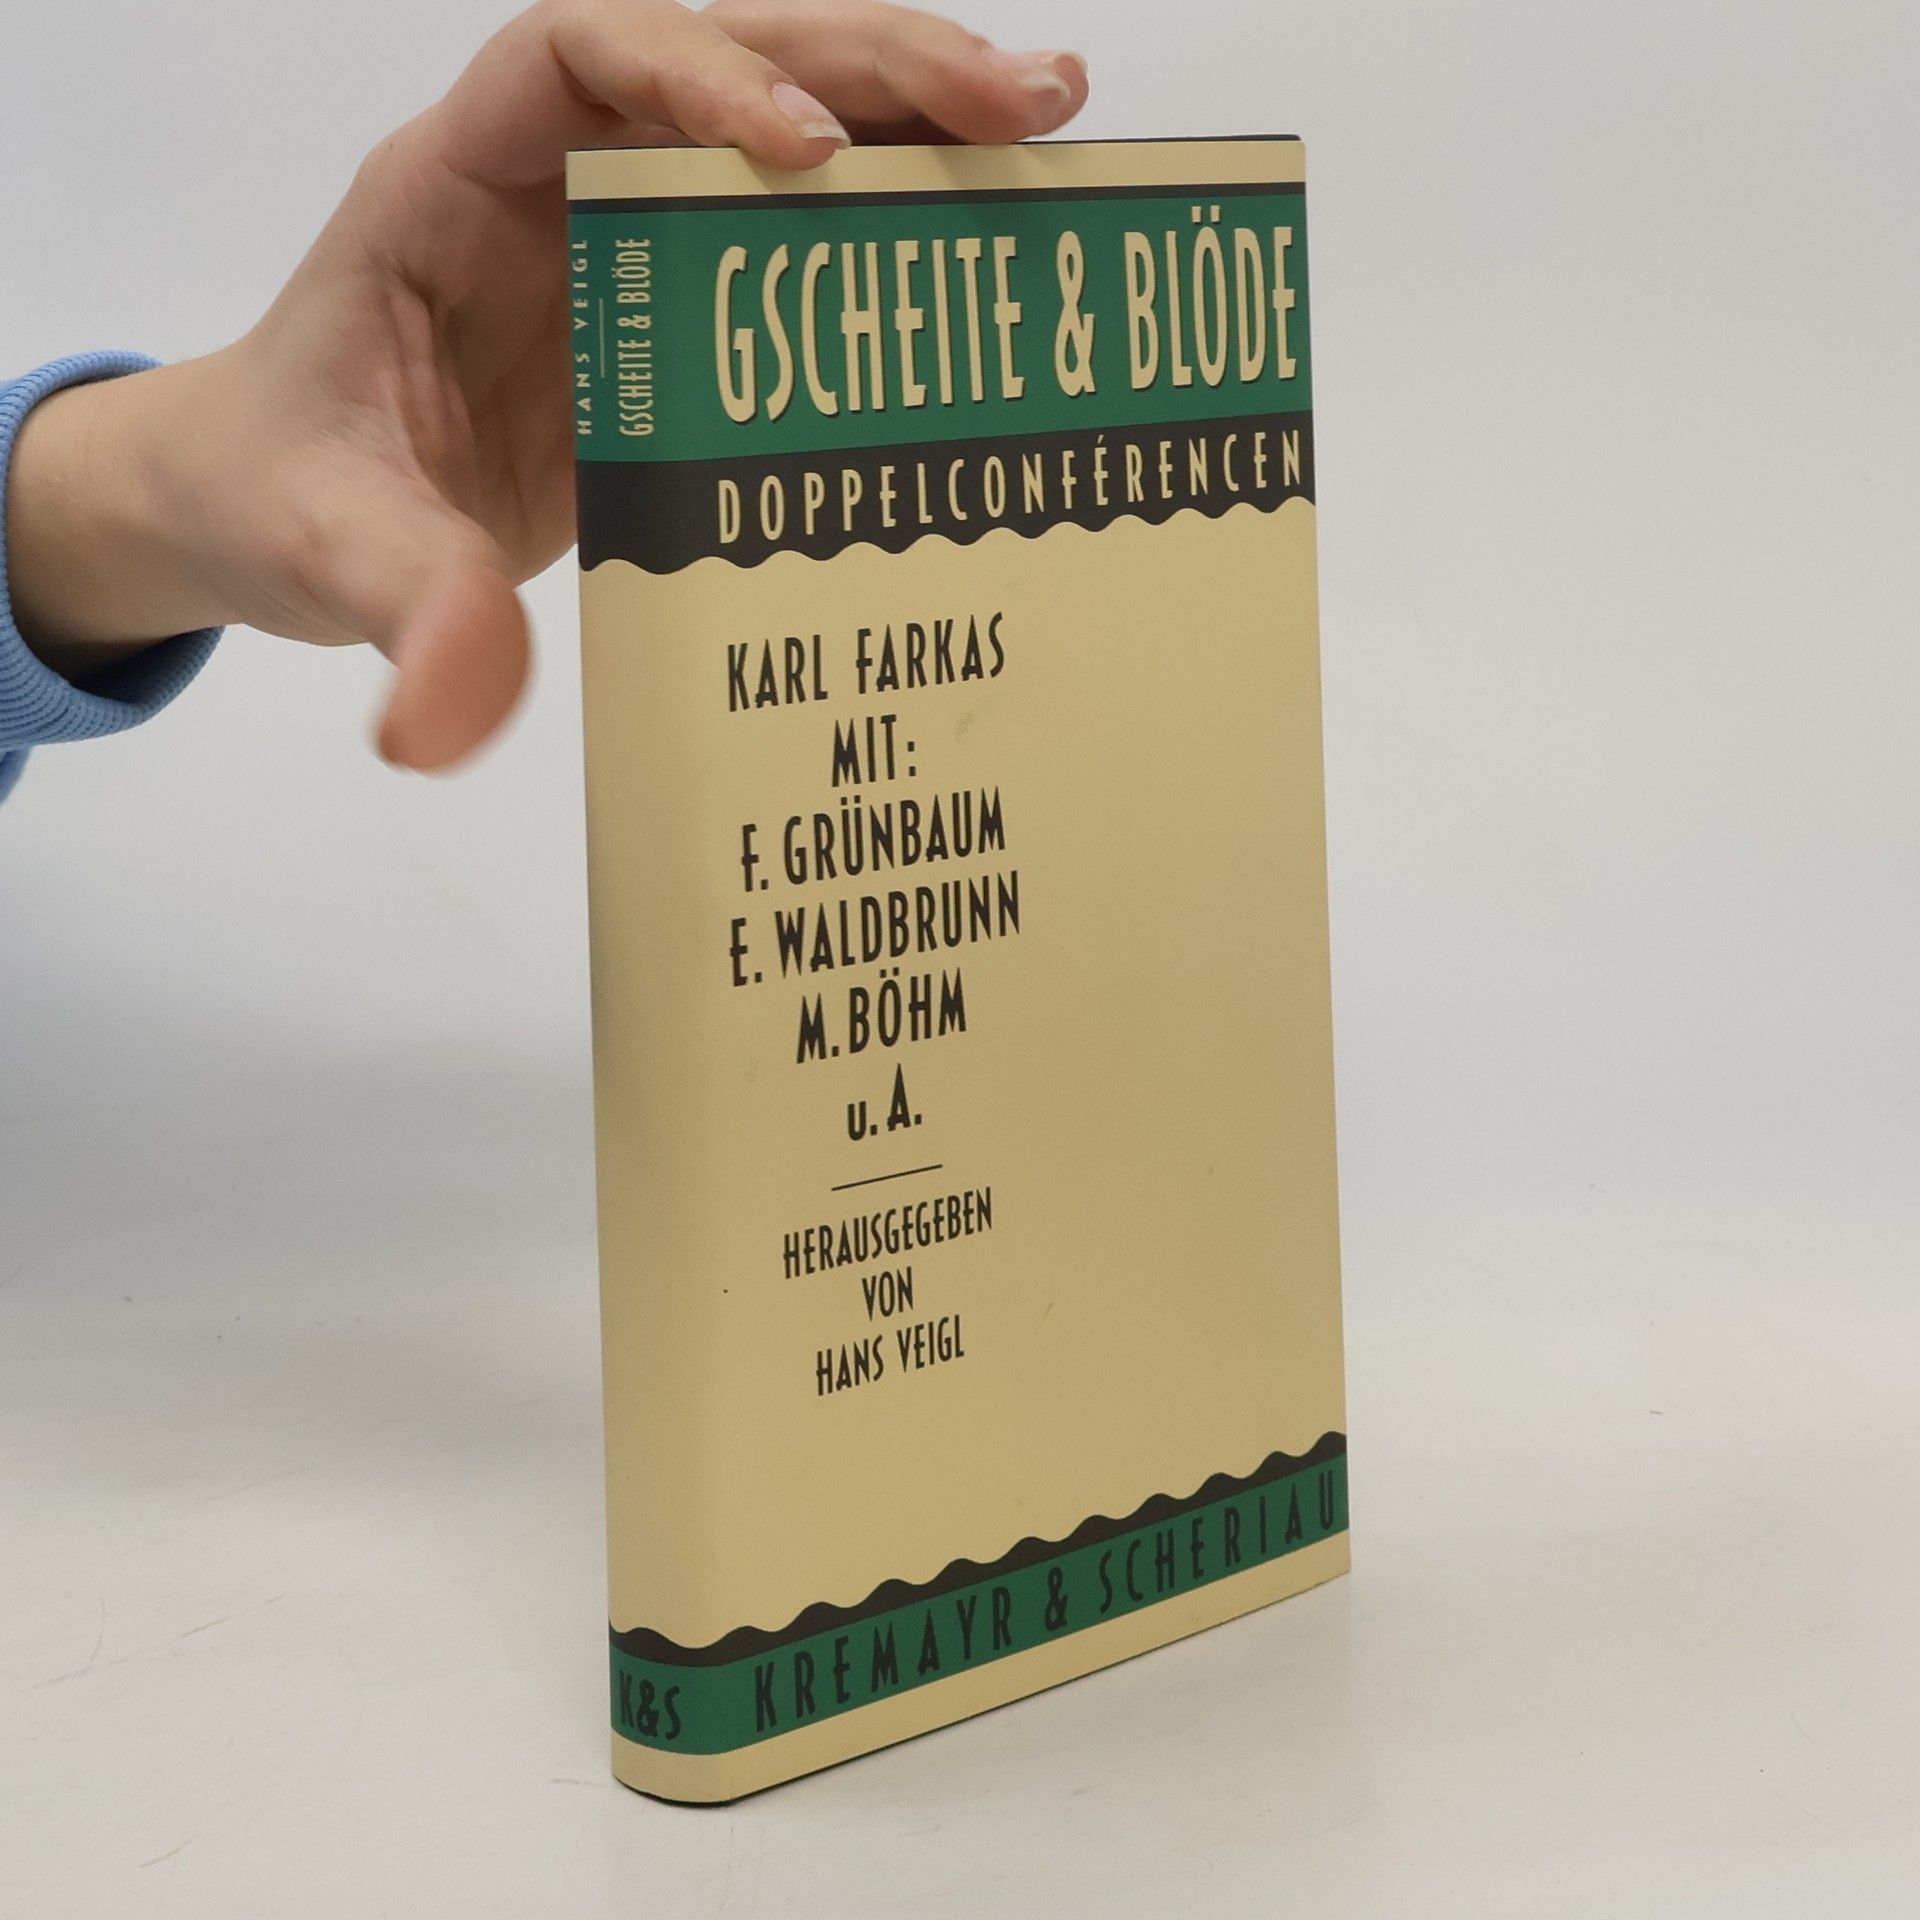 HANS VEIGL
GSCHEITE & BLÖDE
GSCHEITE & BLÖDE
DOPPELCONFÉRENCEN
KARL FARKAS
MIT:
F. GRÜNBAUM
E. WALDBRUNN
M. BÖHM
u. A.
HERAUSGEGEBEN
VON
HANS VEIGL
K&S
KREMAYR & SCHERIAU